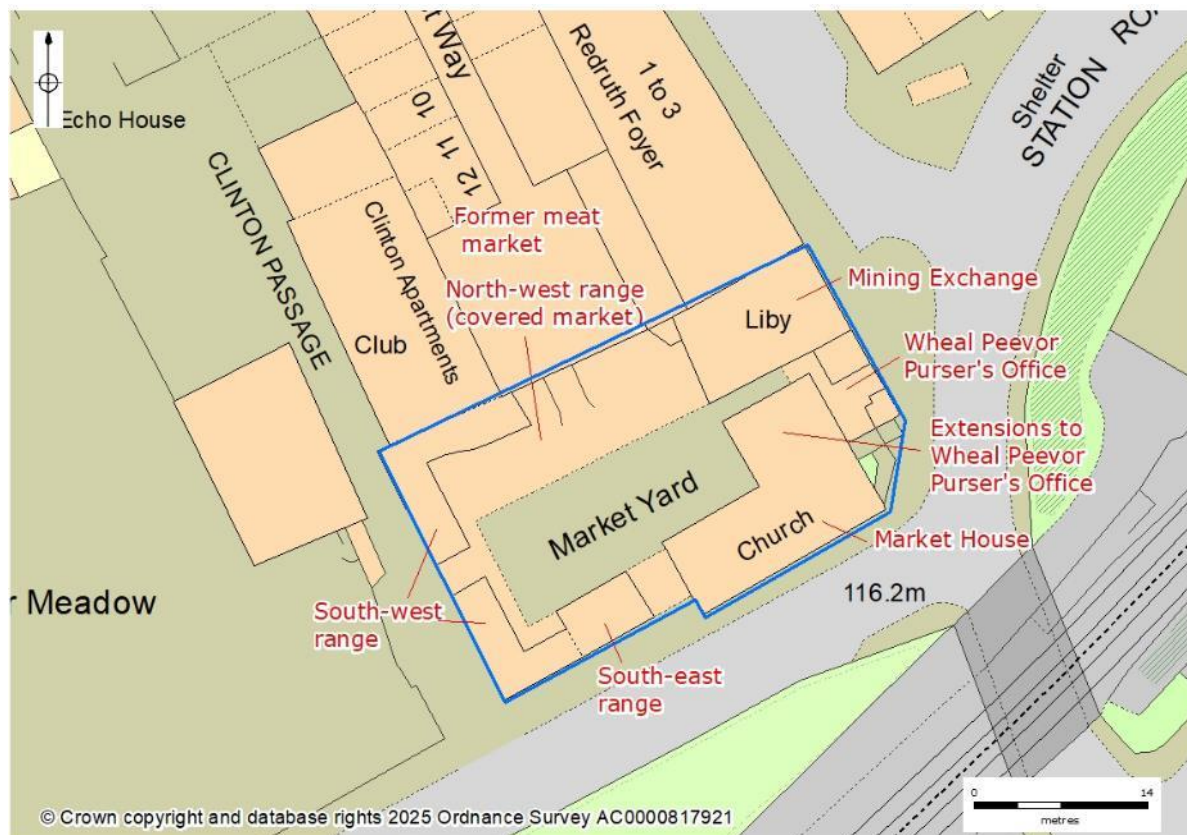 t Way
Redruth Foyer
1 to 3
Shelter
STATION ROA
Echo House
CLINTON PASSAGE
10
11
12
Former meat
market
Clinton Apartments
North-west range
(covered market)
Club
Liby
Mining Exchange
Wheal Peevor
Purser's Office
Extensions to
Wheal Peevor
Purser's Office
Market Yard
Church
Market House
116.2m
r Meadow
South-west
range
South-east
range
0 14
metres
© Crown copyright and database rights 2025 Ordnance Survey AC0000817921